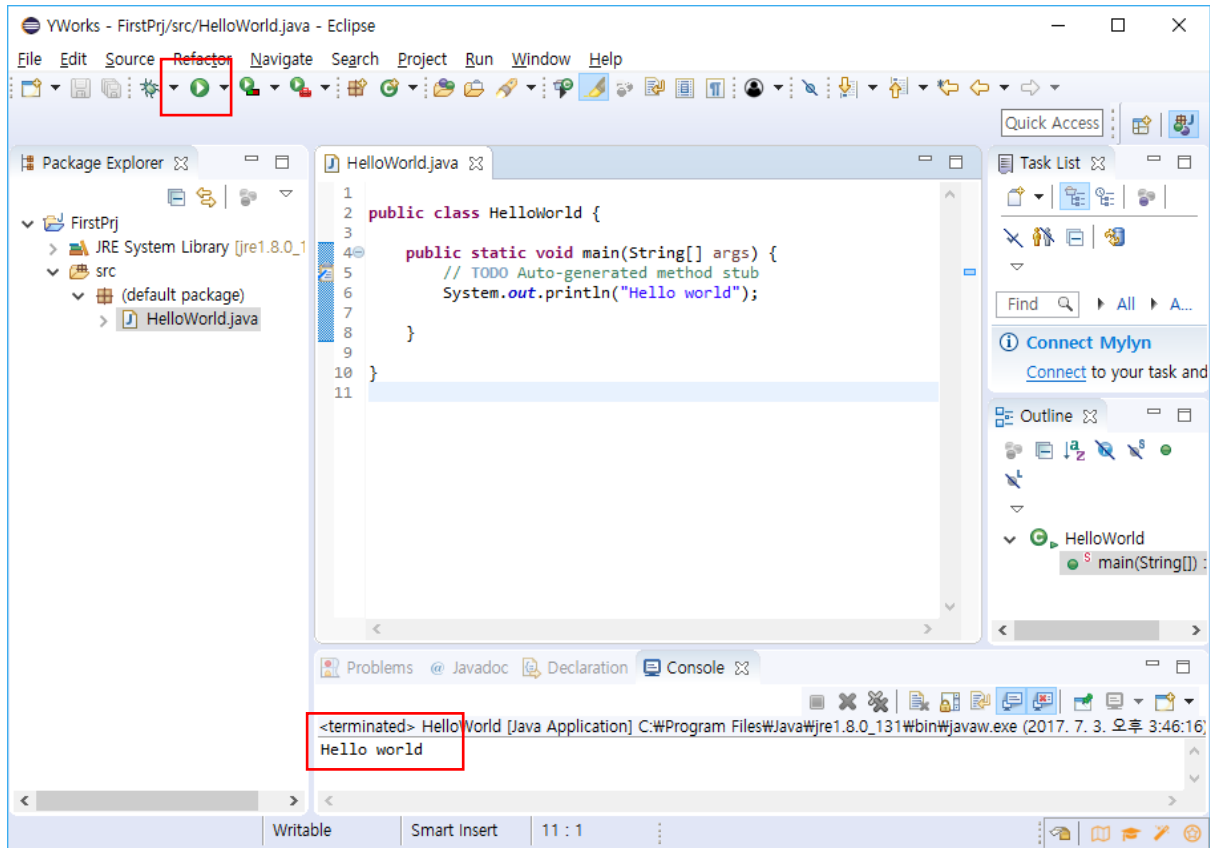 YWorks - FirstPrj/src/HelloWorld.java - Eclipse
File Edit Source Refactor Navigate Search Project Run Window Help
Quick Access
Package Explorer
FirstPrj
JRE System Library [jre1.8.0_1
src
(default package)
HelloWorld.java
HelloWorld.java
1
2 public class HelloWorld {
3
4 public static void main(String[] args) {
5 // TODO Auto-generated method stub
6 System.out.println("Hello world");
7
8 }
9
10 }
11
Task List
Find All A...
Connect Mylyn
Connect to your task and
Outline
HelloWorld
main(String[]) :
Problems @ Javadoc Declaration Console
<terminated> HelloWorld [Java Application] C:₩Program Files₩Java₩jre1.8.0_131₩bin₩javaw.exe (2017. 7. 3. 오후 3:46:16)
Hello world
Writable Smart Insert 11 : 1